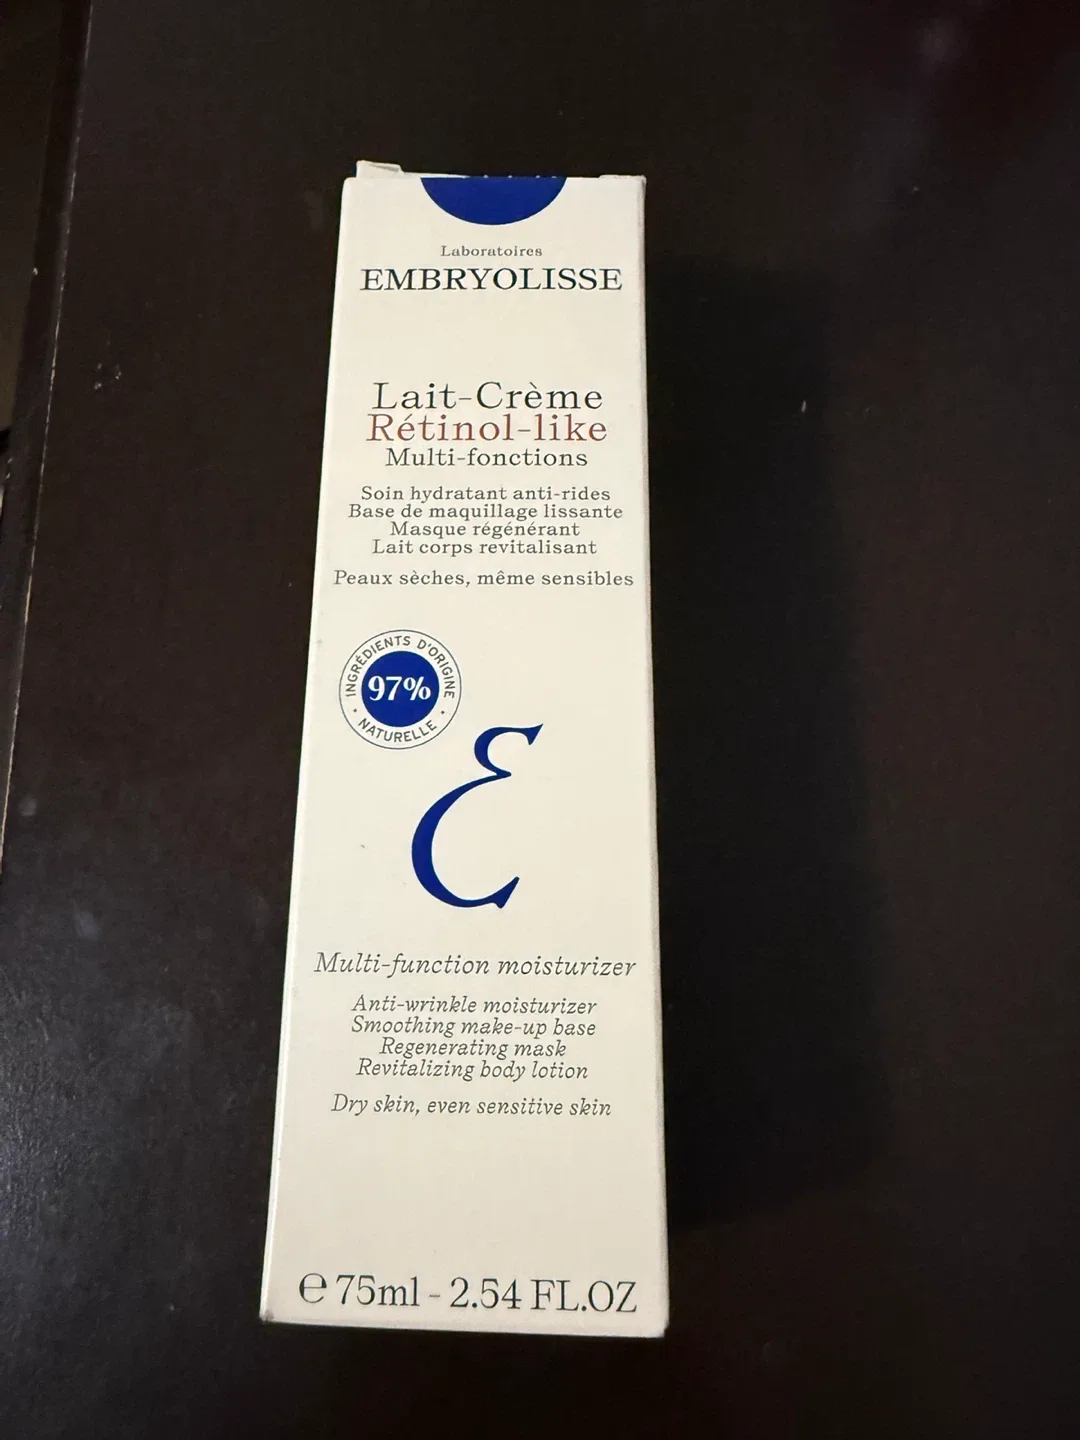 Laboratoires
EMBRYOLISSE
Lait-Crème
Rétinol-like
Multi-fonctions
Soin hydratant anti-rides
Base de maquillage lissante
Masque régénérant
Lait corps revitalisant
Peaux sèches, même sensibles
INGRÉDIENTS D'ORIGINE
97%
NATURELLE
Multi-function moisturizer
Anti-wrinkle moisturizer
Smoothing make-up base
Regenerating mask
Revitalizing body lotion
Dry skin, even sensitive skin
℮ 75ml - 2.54 FL.OZ